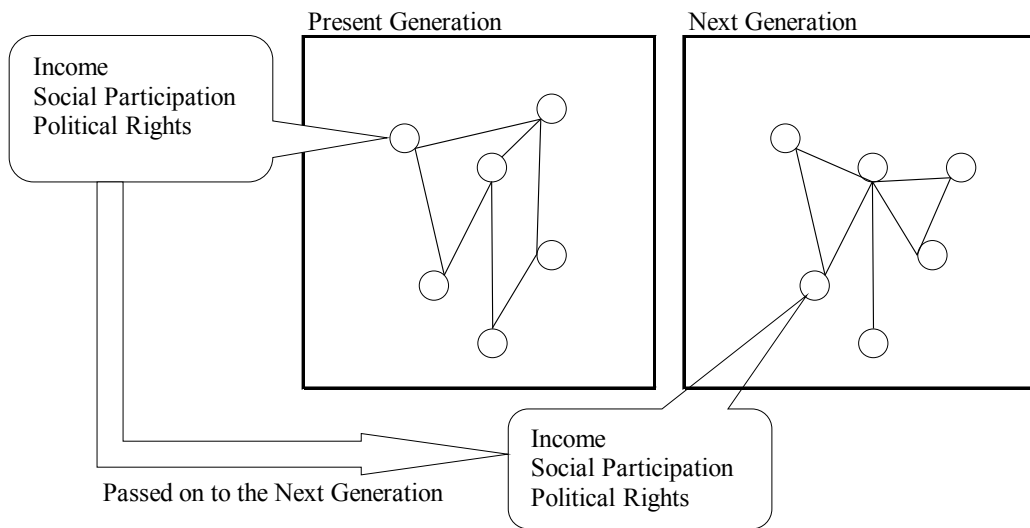 Present Generation
Next Generation
Income
Social Participation
Political Rights
Income
Social Participation
Political Rights
Passed on to the Next Generation